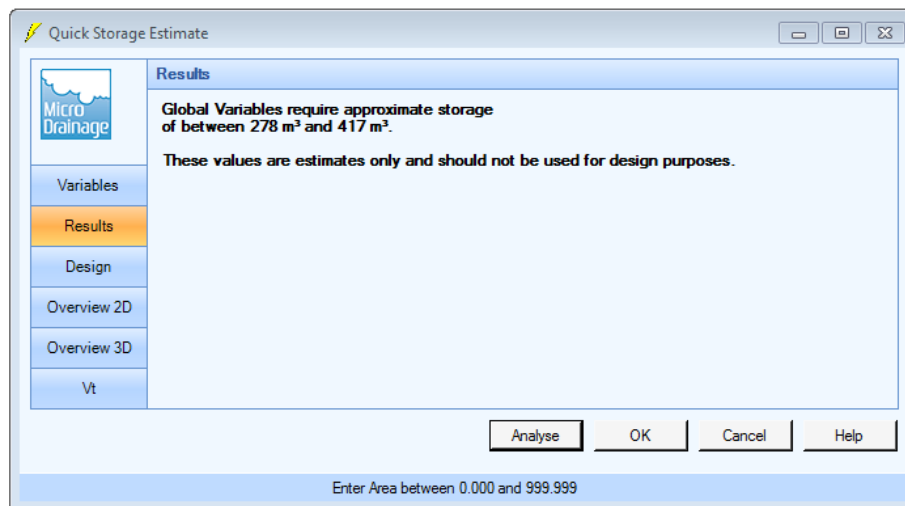 Quick Storage Estimate
Micro
Drainage
Results
Global Variables require approximate storage
of between 278 m³ and 417 m³.
These values are estimates only and should not be used for design purposes.
Variables
Results
Design
Overview 2D
Overview 3D
Vt
Analyse
OK
Cancel
Help
Enter Area between 0.000 and 999.999